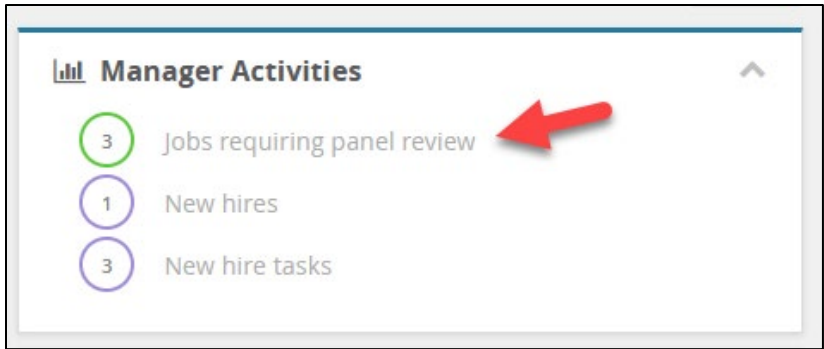 Manager Activities
3 Jobs requiring panel review
1 New hires
3 New hire tasks